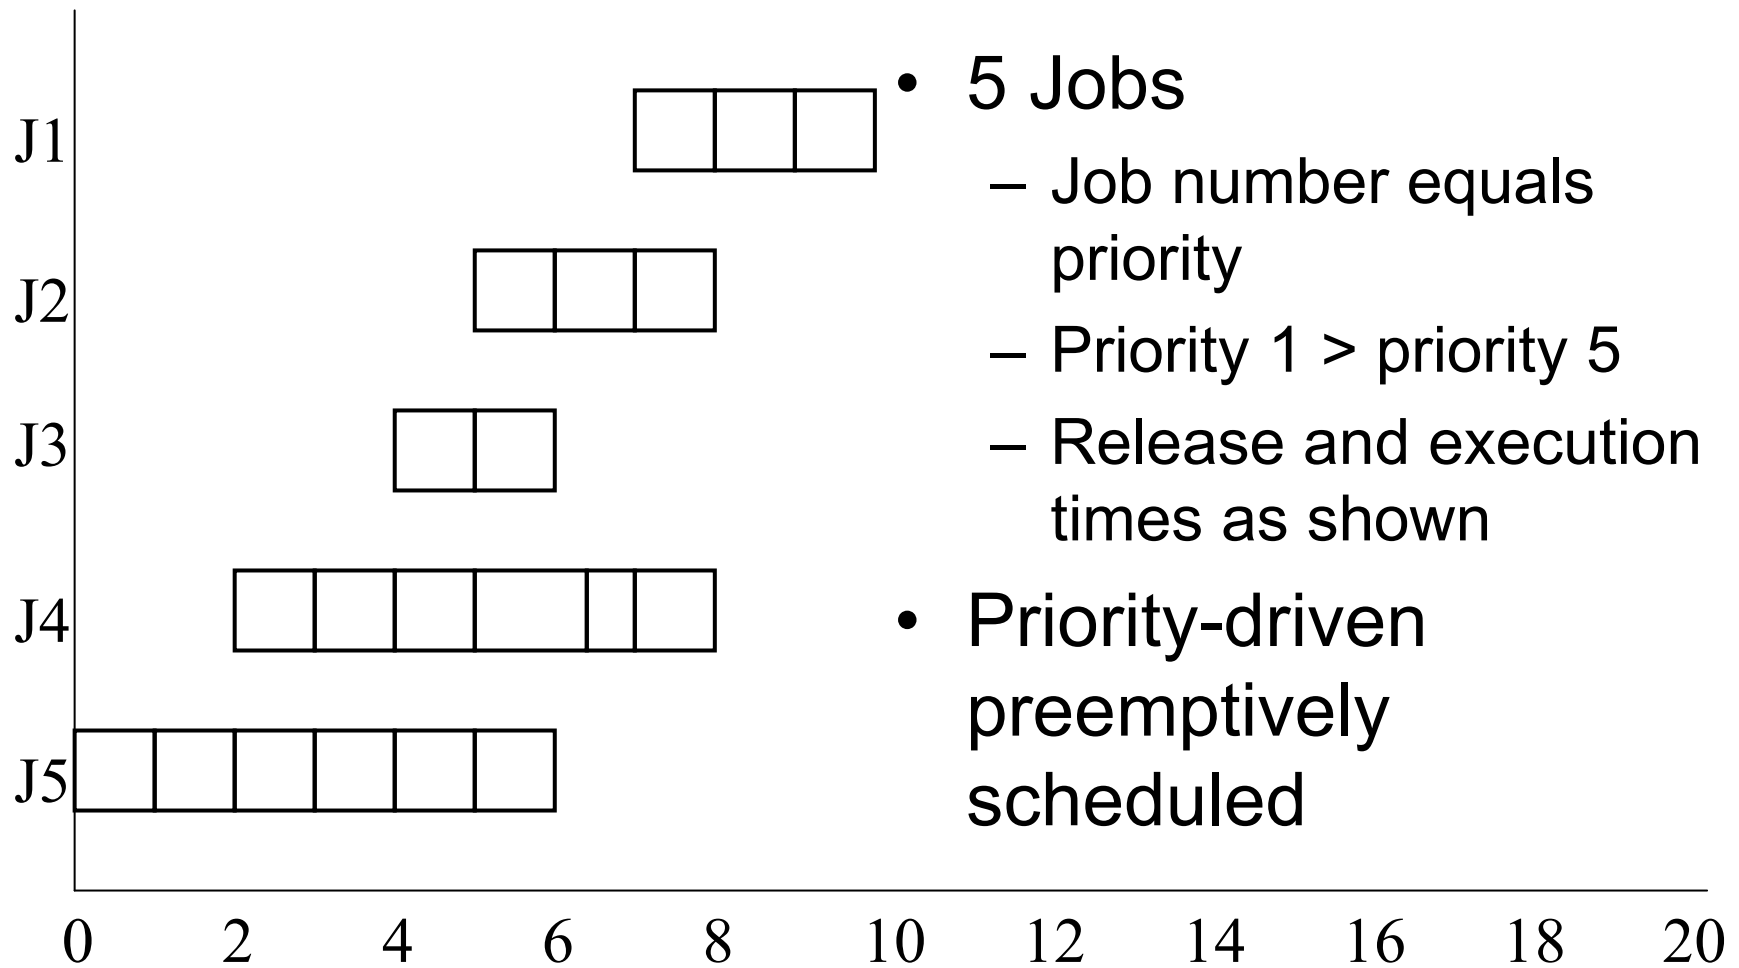 J1
J2
J3
J4
J5
0 2 4 6 8 10 12 14 16 18 20
• 5 Jobs
– Job number equals
priority
– Priority 1 > priority 5
– Release and execution
times as shown
• Priority-driven
preemptively
scheduled